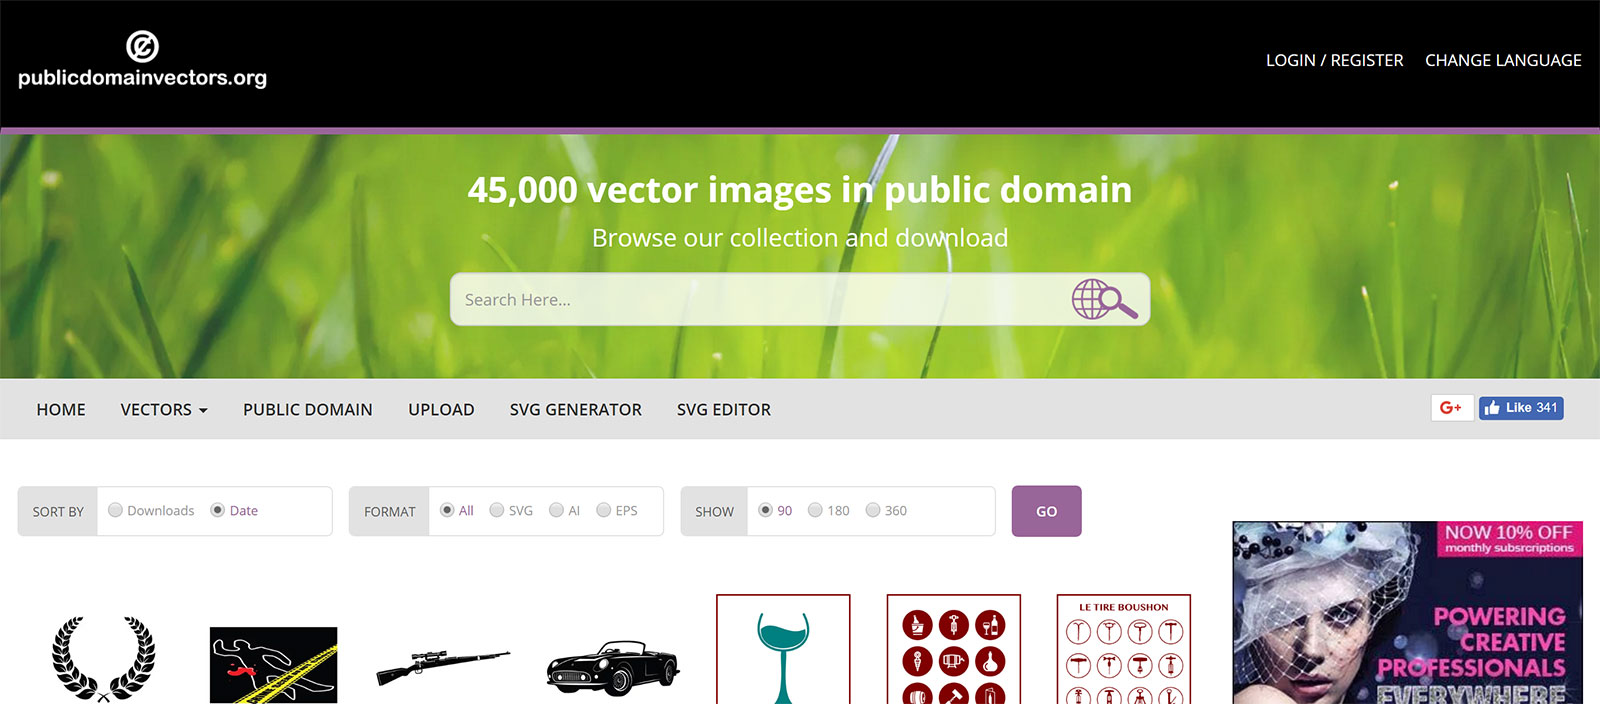 publicdomainvectors.org
LOGIN / REGISTER
CHANGE LANGUAGE
45,000 vector images in public domain
Browse our collection and download
Search Here...
HOME
VECTORS
PUBLIC DOMAIN
UPLOAD
SVG GENERATOR
SVG EDITOR
G+
Like 341
SORT BY
Downloads
Date
FORMAT
All
SVG
AI
EPS
SHOW
90
180
360
GO
LE TIRE BOUSHON
NOW 10% OFF
monthly subsrcriptions
POWERING
CREATIVE
PROFESSIONALS
EVERYWHERE